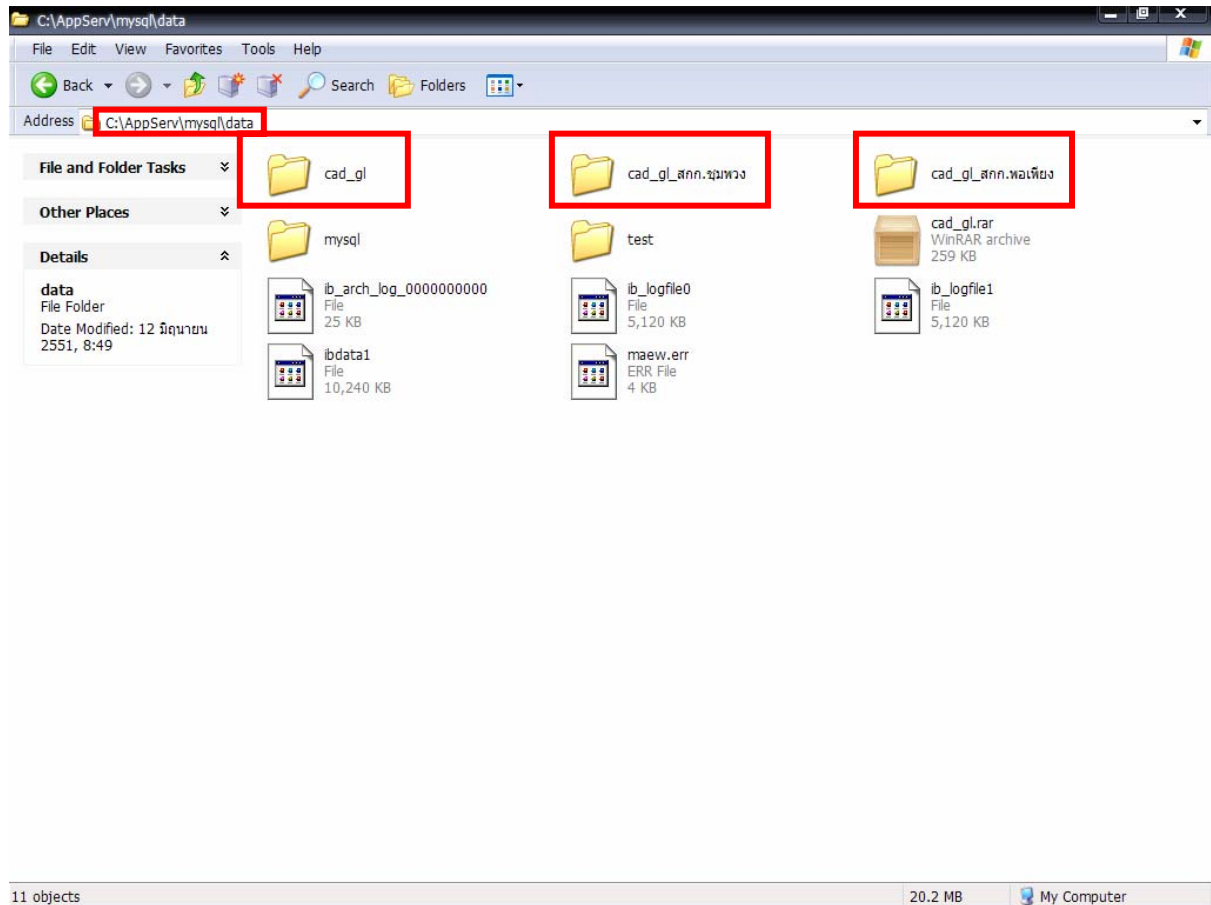 C:\AppServ\mysql\data
File Edit View Favorites Tools Help
Back Search Folders
Address C:\AppServ\mysql\data
File and Folder Tasks
Other Places
Details
data
File Folder
Date Modified: 12 มิถุนายน
2551, 8:49
cad_gl
cad_gl_สกก.ชุมพวง
cad_gl_สกก.พอเพียง
mysql
test
cad_gl.rar
WinRAR archive
259 KB
ib_arch_log_0000000000
File
25 KB
ib_logfile0
File
5,120 KB
ib_logfile1
File
5,120 KB
ibdata1
File
10,240 KB
maew.err
ERR File
4 KB
11 objects
20.2 MB
My Computer